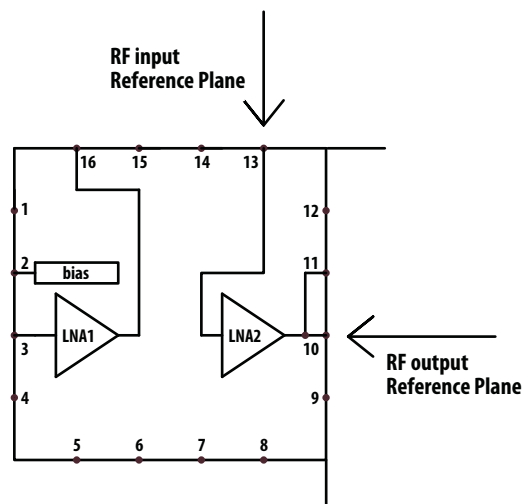 RF input
Reference Plane
16 15 14 13
1 12
2 bias 11
LNA1 LNA2
3 10
RF output
Reference Plane
4 9
5 6 7 8